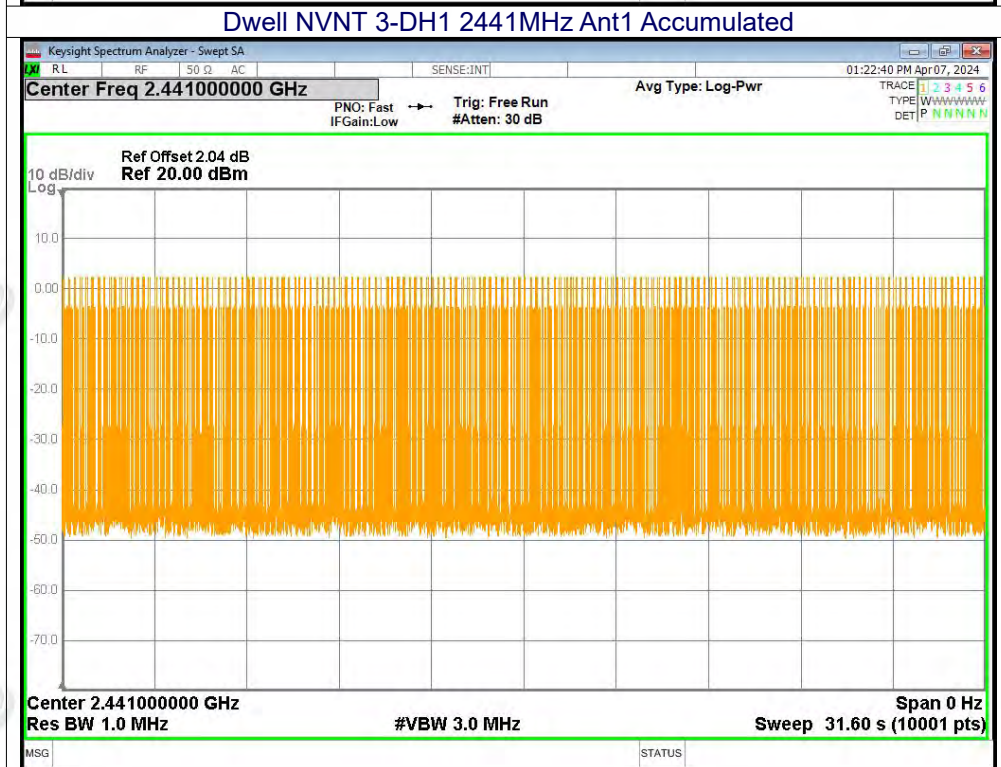 Dwell NVNT 3-DH1 2441MHz Ant1 Accumulated
Keysight Spectrum Analyzer - Swept SA
LXI RL RF 50 Ω AC SENSE:INT 01:22:40 PM Apr 07, 2024
Center Freq 2.441000000 GHz Avg Type: Log-Pwr TRACE 1 2 3 4 5 6
PNO: Fast Trig: Free Run TYPE WWWWWWW
IFGain:Low #Atten: 30 dB DET P N N N N N
Ref Offset 2.04 dB
10 dB/div Ref 20.00 dBm
Log
10.0
0.00
-10.0
-20.0
-30.0
-40.0
-50.0
-60.0
-70.0
Center 2.441000000 GHz Span 0 Hz
Res BW 1.0 MHz #VBW 3.0 MHz Sweep 31.60 s (10001 pts)
MSG STATUS